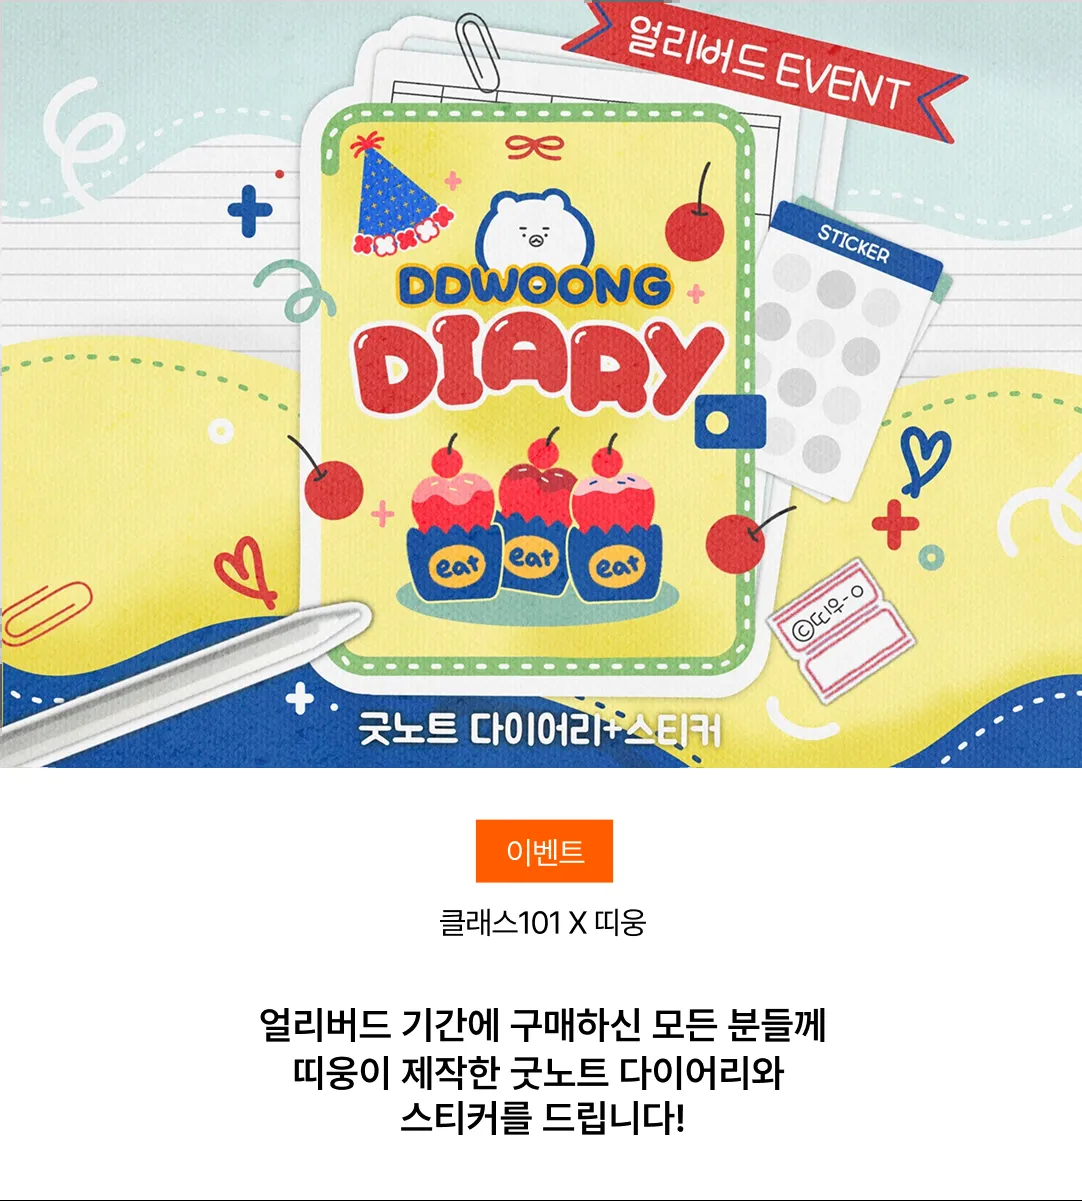 얼리버드 EVENT
STICKER
DDWOONG
DIARY
eat
eat
eat
©띠우-ㅇ
굿노트 다이어리+스티커
이벤트
클래스101 X 띠웅
얼리버드 기간에 구매하신 모든 분들께
띠웅이 제작한 굿노트 다이어리와
스티커를 드립니다!